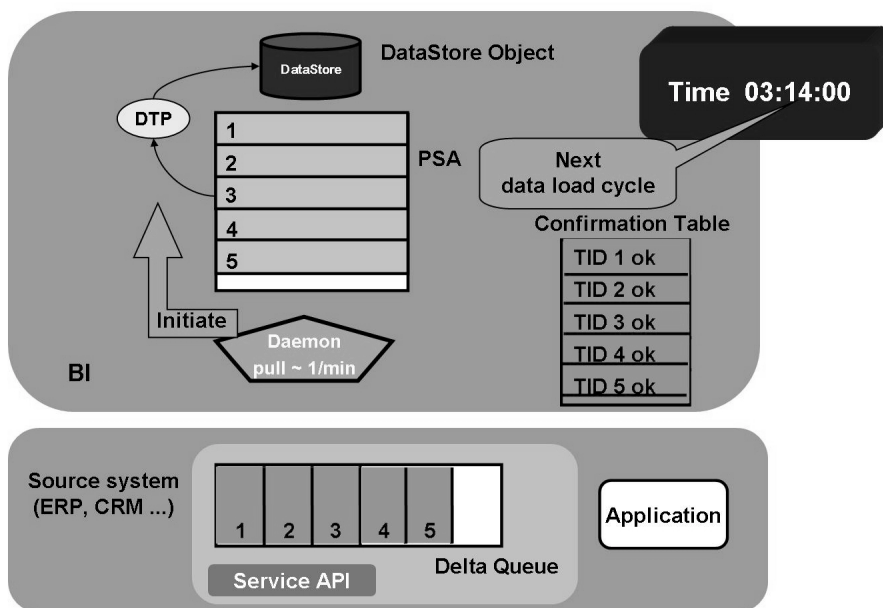 DataStore Object
DataStore
Time 03:14:00
DTP
1
2
3
4
5
PSA
Next
data load cycle
Confirmation Table
TID 1 ok
TID 2 ok
TID 3 ok
TID 4 ok
TID 5 ok
Initiate
Daemon
pull ~ 1/min
BI
Source system
(ERP, CRM ...)
1 2 3 4 5
Application
Delta Queue
Service API